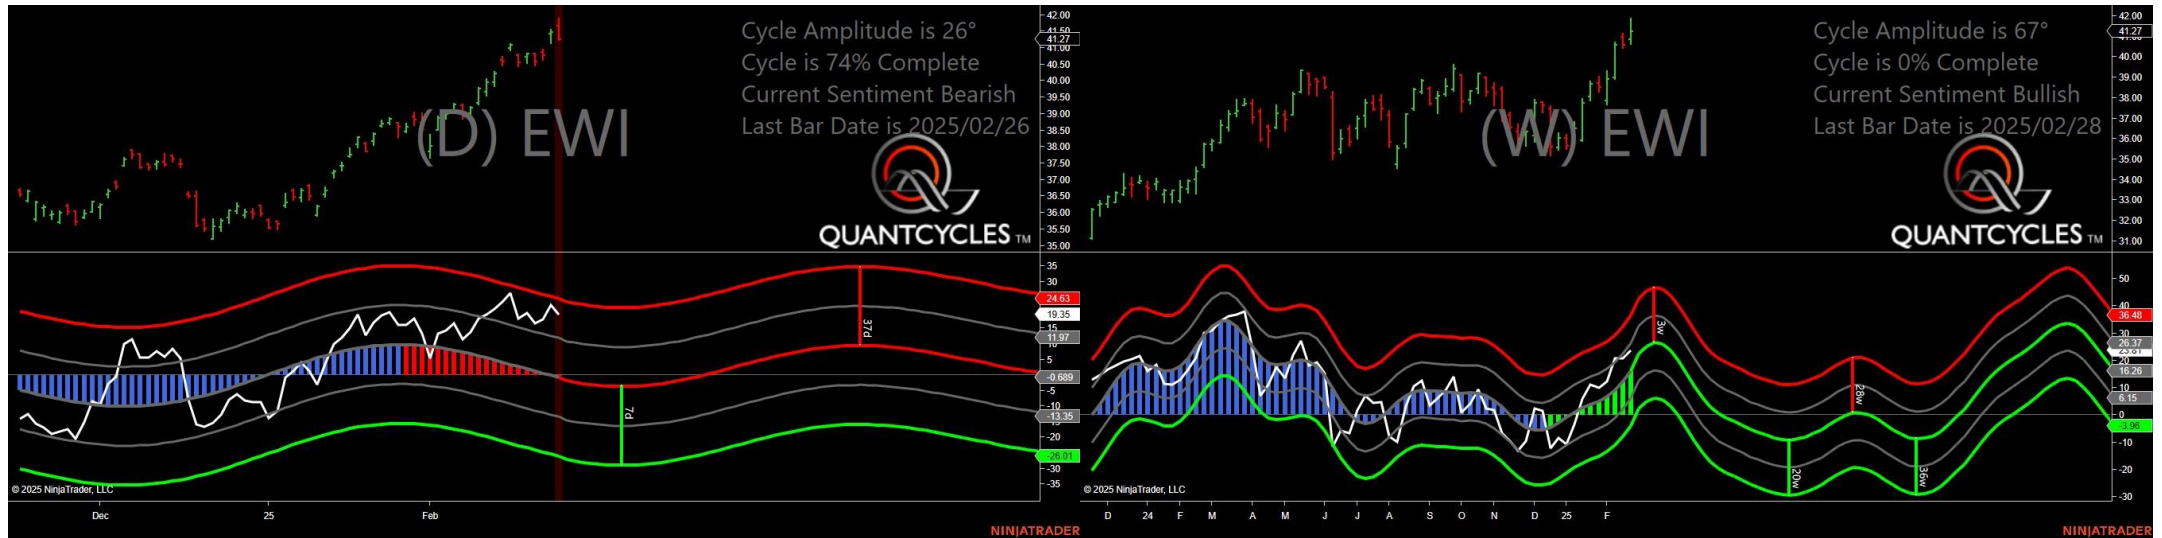 Cycle Amplitude is 26°
Cycle is 74% Complete
Current Sentiment Bearish
Last Bar Date is 2025/02/26
(D) EWI
QUANTCYCLES TM
42.00
41.27
41.00
40.50
40.00
39.50
39.00
38.50
38.00
37.50
37.00
36.50
36.00
35.50
35.00
35
30
24.63
19.35
15
11.97
10
5
-0.689
-5
-10
-13.35
-20
-26.01
-30
-35
37d
7d
© 2025 NinjaTrader, LLC
Dec
25
Feb
NINJATRADER
Cycle Amplitude is 67°
Cycle is 0% Complete
Current Sentiment Bullish
Last Bar Date is 2025/02/28
(W) EWI
QUANTCYCLES TM
42.00
41.27
40.00
39.00
38.00
37.00
36.00
35.00
34.00
33.00
32.00
31.00
50
40
36.48
30
26.37
20
16.26
10
6.15
0
-3.96
-10
-20
-30
3w
28w
20w
36w
© 2025 NinjaTrader, LLC
D
24
F
M
A
M
J
J
A
S
O
N
D
25
F
NINJATRADER